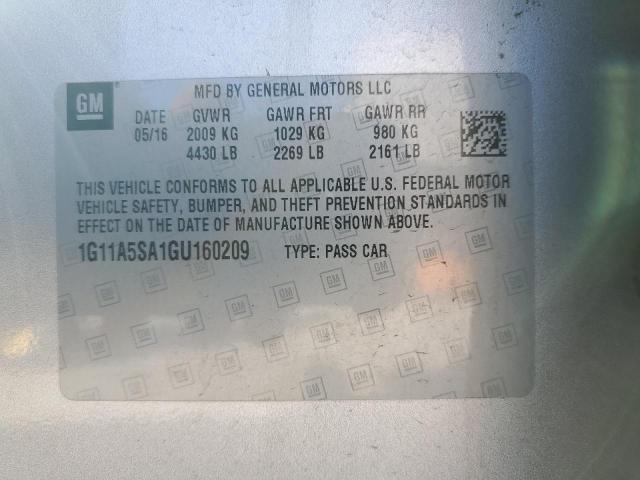 GM
MFD BY GENERAL MOTORS LLC
DATE GVWR GAWR FRT GAWR RR
05/16 2009 KG 1029 KG 980 KG
4430 LB 2269 LB 2161 LB
THIS VEHICLE CONFORMS TO ALL APPLICABLE U.S. FEDERAL MOTOR
VEHICLE SAFETY, BUMPER, AND THEFT PREVENTION STANDARDS IN
EFFECT ON THE DATE OF MANUFACTURE SHOWN ABOVE.
1G11A5SA1GU160209 TYPE: PASS CAR